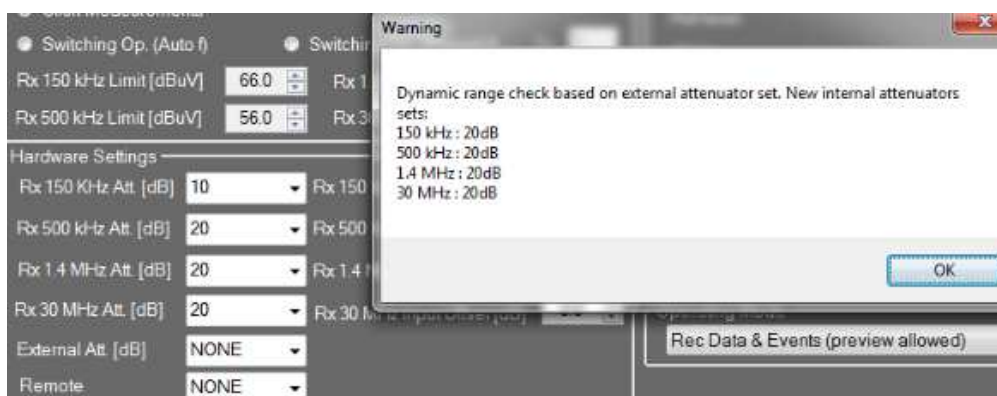 Warning
Switching Op. (Auto f)
Rx 150 kHz Limit [dBuV] 66.0
Rx 500 kHz Limit [dBuV] 56.0
Dynamic range check based on external attenuator set. New internal attenuators
sets:
150 kHz : 20dB
500 kHz : 20dB
1.4 MHz : 20dB
30 MHz : 20dB
OK
Hardware Settings
Rx 150 KHz Att. [dB] 10 Rx 150
Rx 500 kHz Att. [dB] 20 Rx 500
Rx 1.4 MHz Att. [dB] 20 Rx 1.4
Rx 30 MHz Att. [dB] 20 Rx 30
External Att. [dB] NONE
Remote NONE
Rec Data & Events (preview allowed)